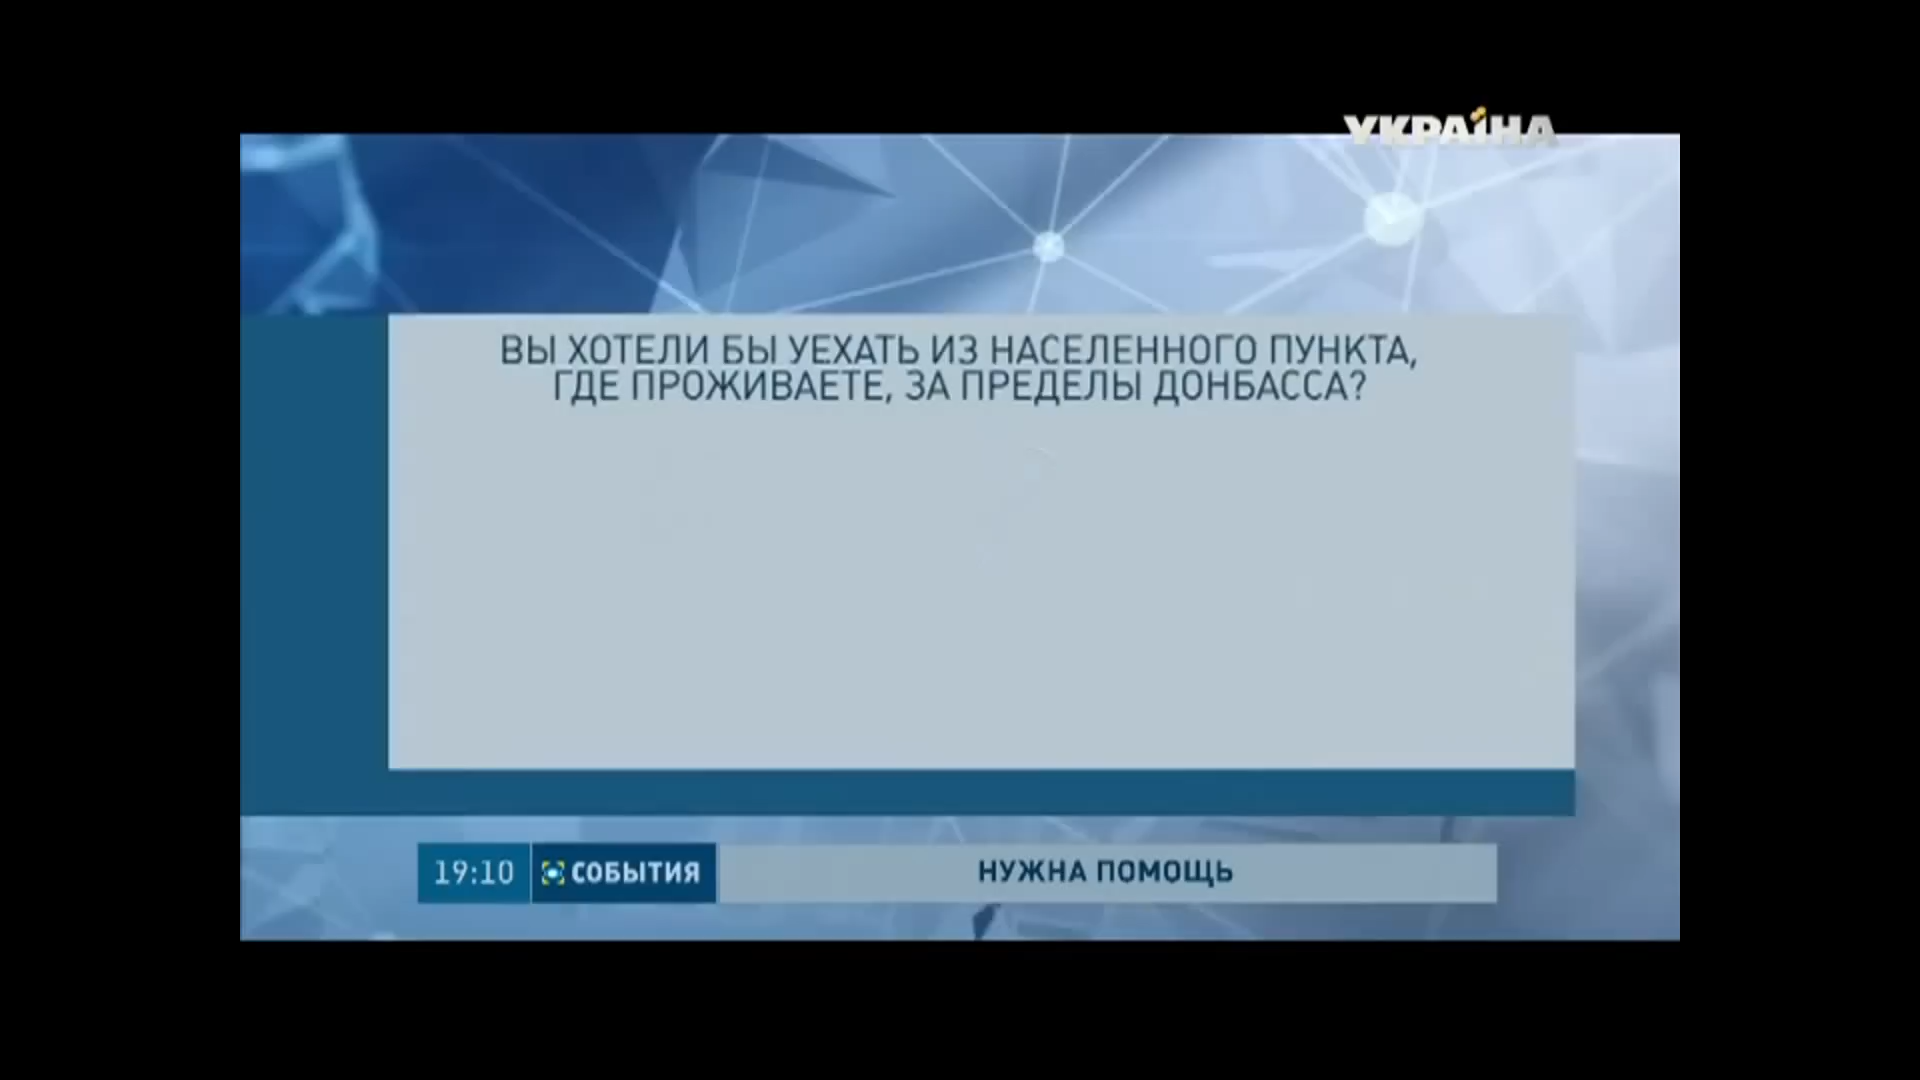 УКРАЇНА
ВЫ ХОТЕЛИ БЫ УЕХАТЬ ИЗ НАСЕЛЕННОГО ПУНКТА,
ГДЕ ПРОЖИВАЕТЕ, ЗА ПРЕДЕЛЫ ДОНБАССА?
19:10 СОБЫТИЯ НУЖНА ПОМОЩЬ